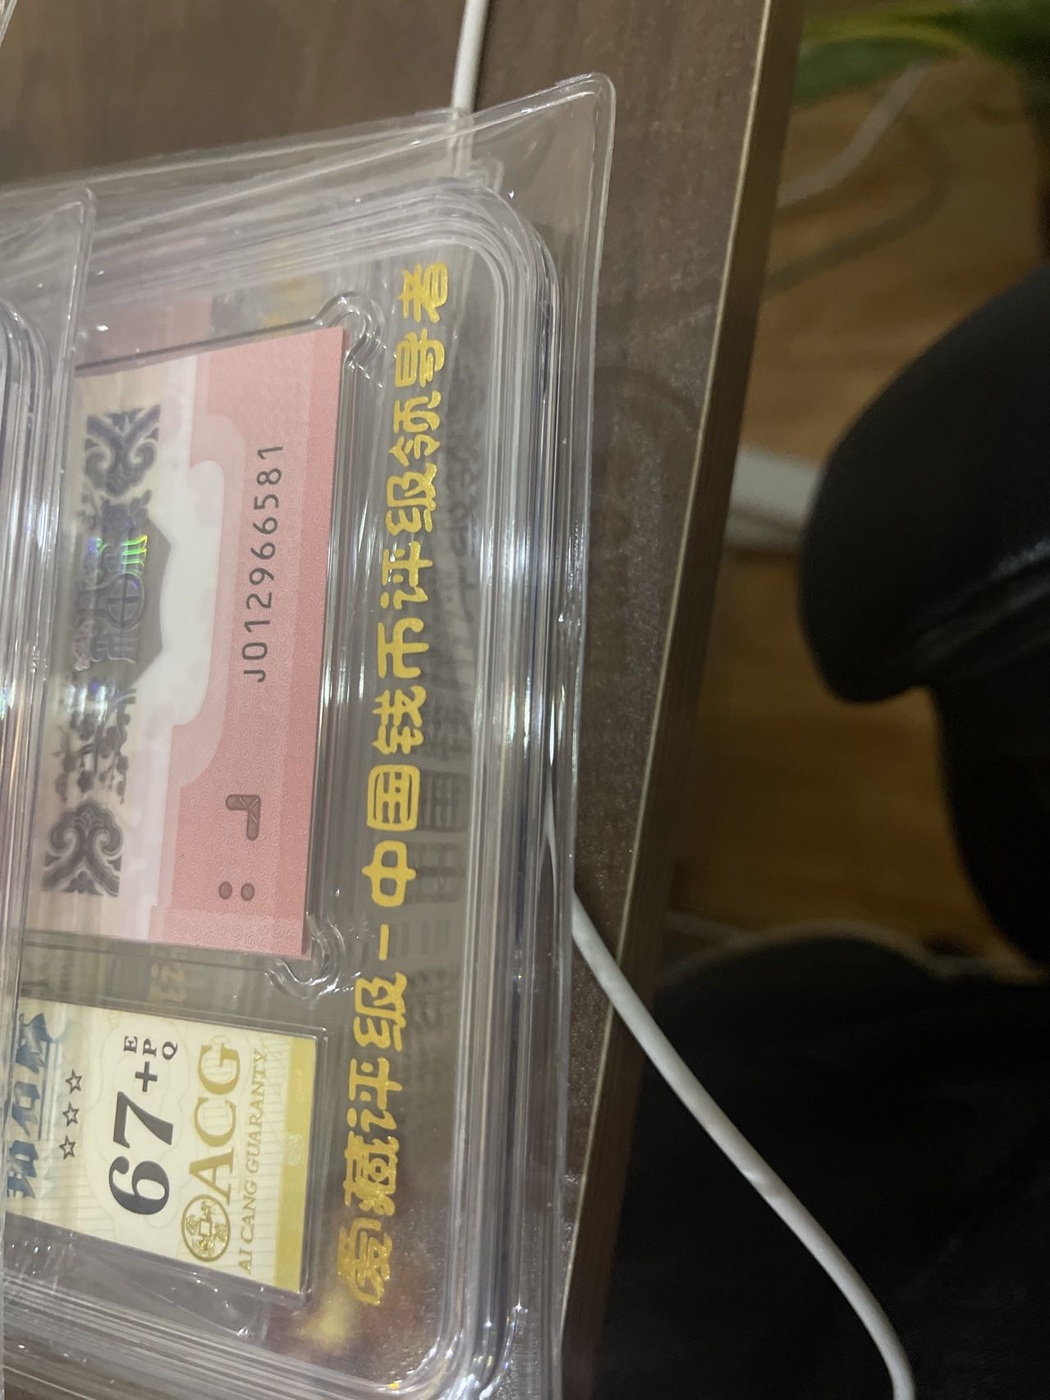 爱藏评级一中国钱币评级领导者
J012966581
67+
EPQ
ACG
AI CANG GUARANTY